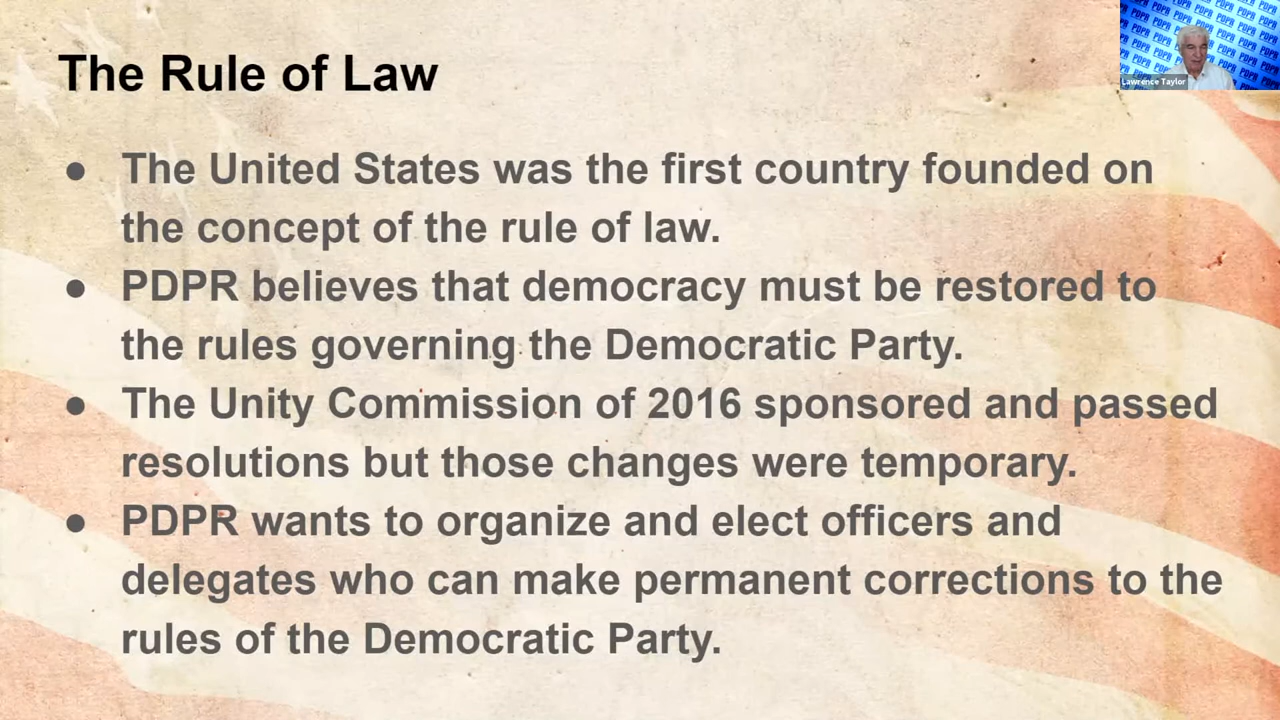 The Rule of Law
Lawrence Taylor
● The United States was the first country founded on
the concept of the rule of law.
● PDPR believes that democracy must be restored to
the rules governing the Democratic Party.
● The Unity Commission of 2016 sponsored and passed
resolutions but those changes were temporary.
● PDPR wants to organize and elect officers and
delegates who can make permanent corrections to the
rules of the Democratic Party.